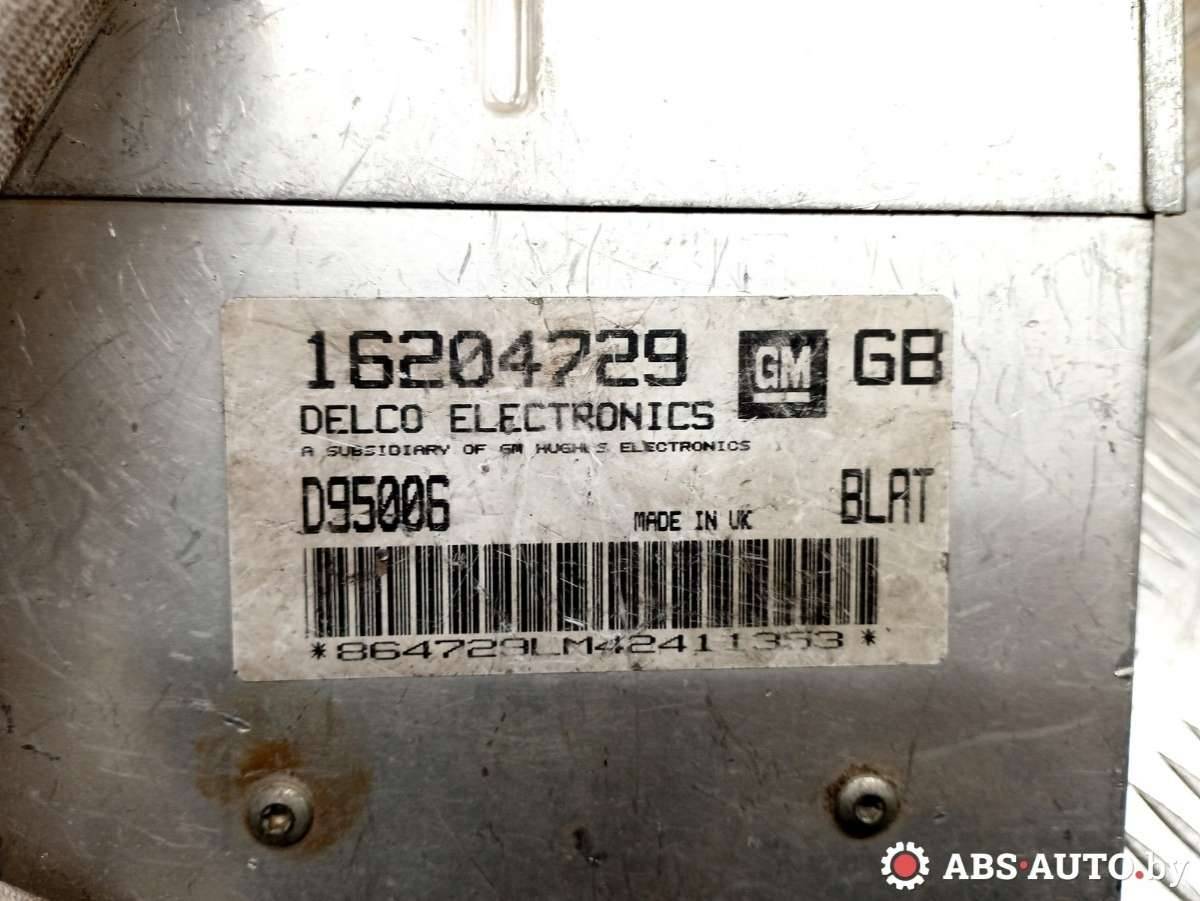 16204729 GM GB
DELCO ELECTRONICS
A SUBSIDIARY OF GM HUGHES ELECTRONICS
D95006 MADE IN UK BLAT
*864729LM42411353*
ABS-AUTO.by